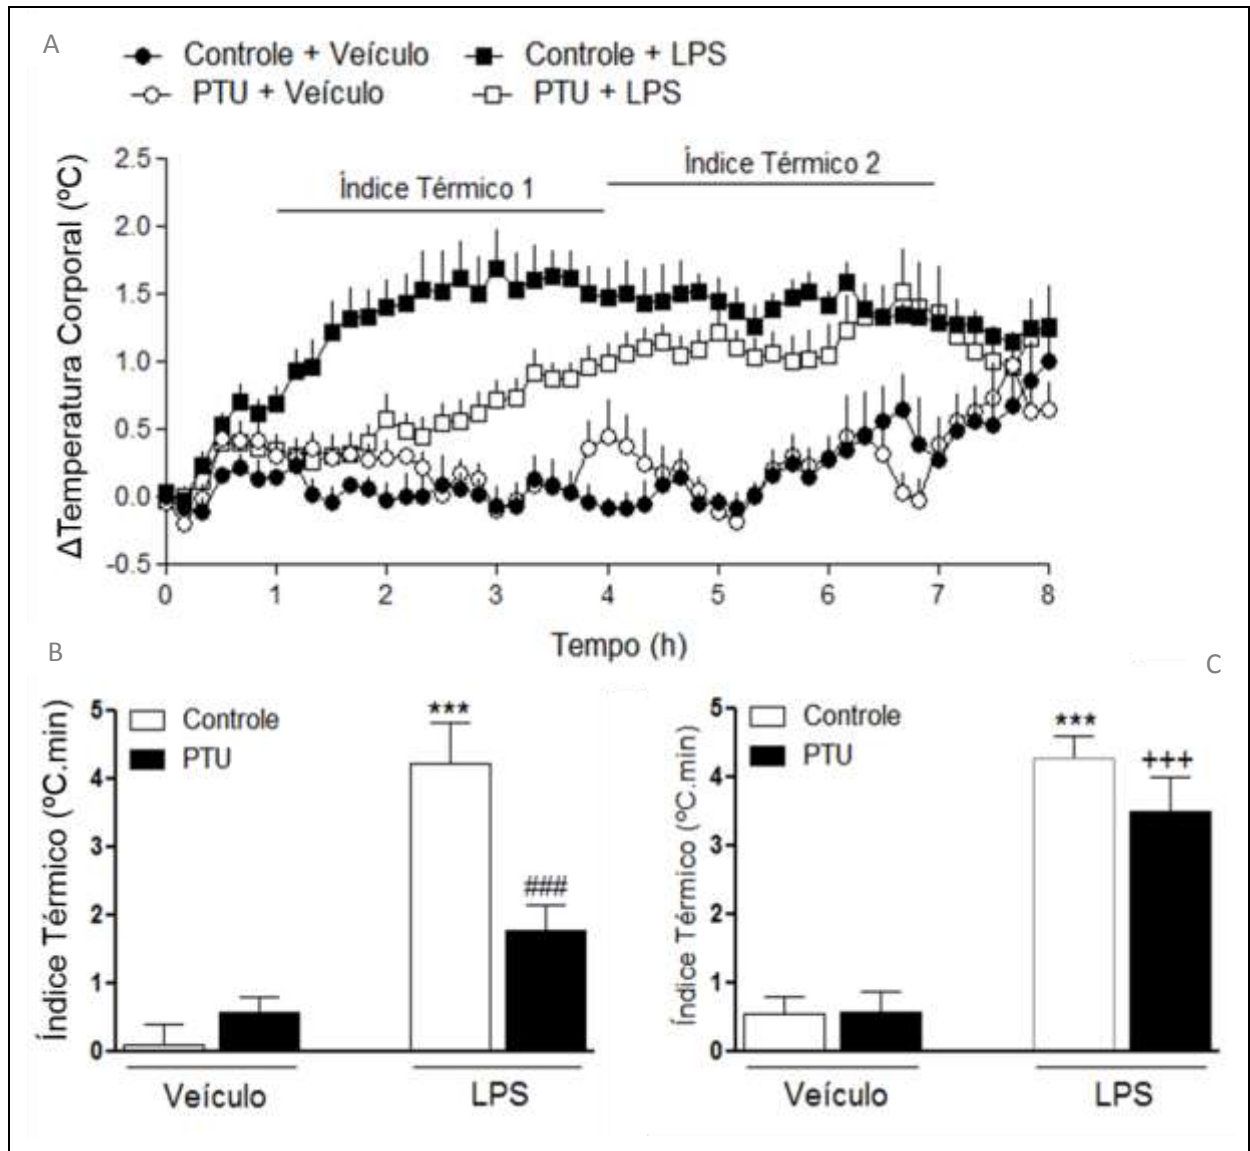 A
Controle + Veículo Controle + LPS
PTU + Veículo PTU + LPS
ΔTemperatura Corporal (ºC)
2.5
2.0
1.5
1.0
0.5
0.0
-0.5
Índice Térmico 1
Índice Térmico 2
0 1 2 3 4 5 6 7 8
Tempo (h)
B
Índice Térmico (ºC.min)
5
4
3
2
1
0
Controle
PTU
***
###
Veículo LPS
C
Índice Térmico (ºC.min)
5
4
3
2
1
0
Controle
PTU
***
+++
Veículo LPS